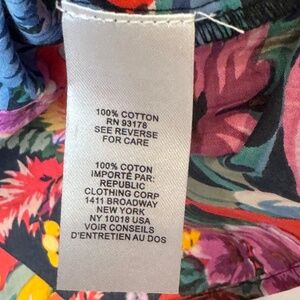 100% COTTON
RN 93178
SEE REVERSE
FOR CARE
100% COTON
IMPORTÉ PAR:
REPUBLIC
CLOTHING CORP
1411 BROADWAY
NEW YORK
NY 10018 USA
VOIR CONSEILS
D'ENTRETIEN AU DOS